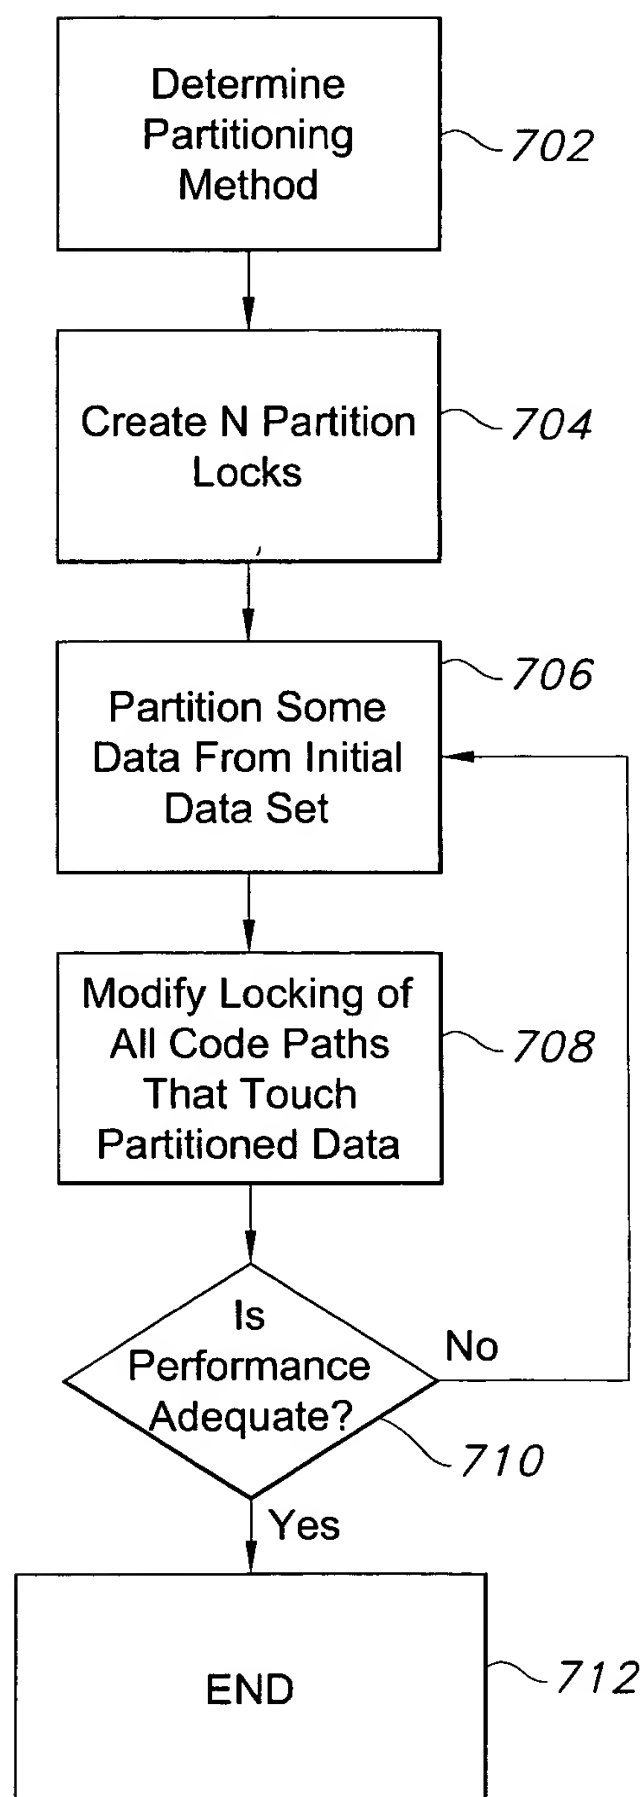 Determine
Partitioning
Method
702
Create N Partition
Locks
704
706
Partition Some
Data From Initial
Data Set
Modify Locking of
All Code Paths
That Touch
Partitioned Data
708
Is
Performance
Adequate?
No
710
Yes
END
712